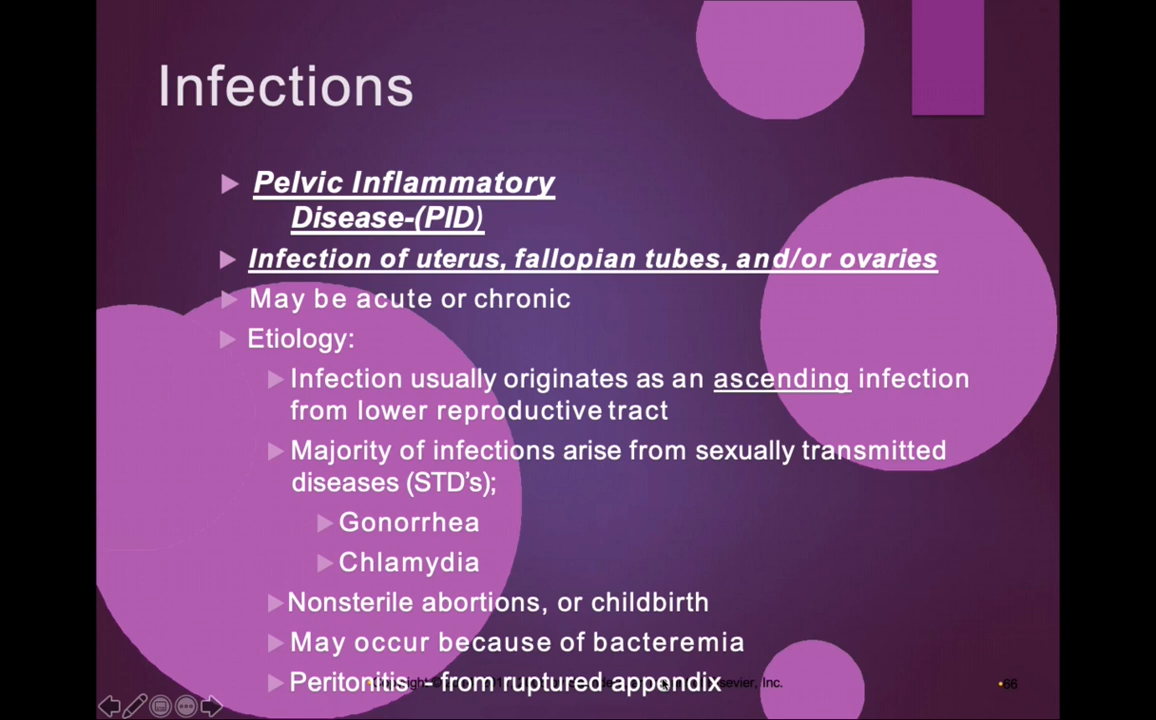 Infections
Pelvic Inflammatory
Disease-(PID)
Infection of uterus, fallopian tubes, and/or ovaries
May be acute or chronic
Etiology:
Infection usually originates as an ascending infection
from lower reproductive tract
Majority of infections arise from sexually transmitted
diseases (STD's);
Gonorrhea
Chlamydia
Nonsterile abortions, or childbirth
May occur because of bacteremia
Peritonitis – from ruptured appendix
Inc.
66